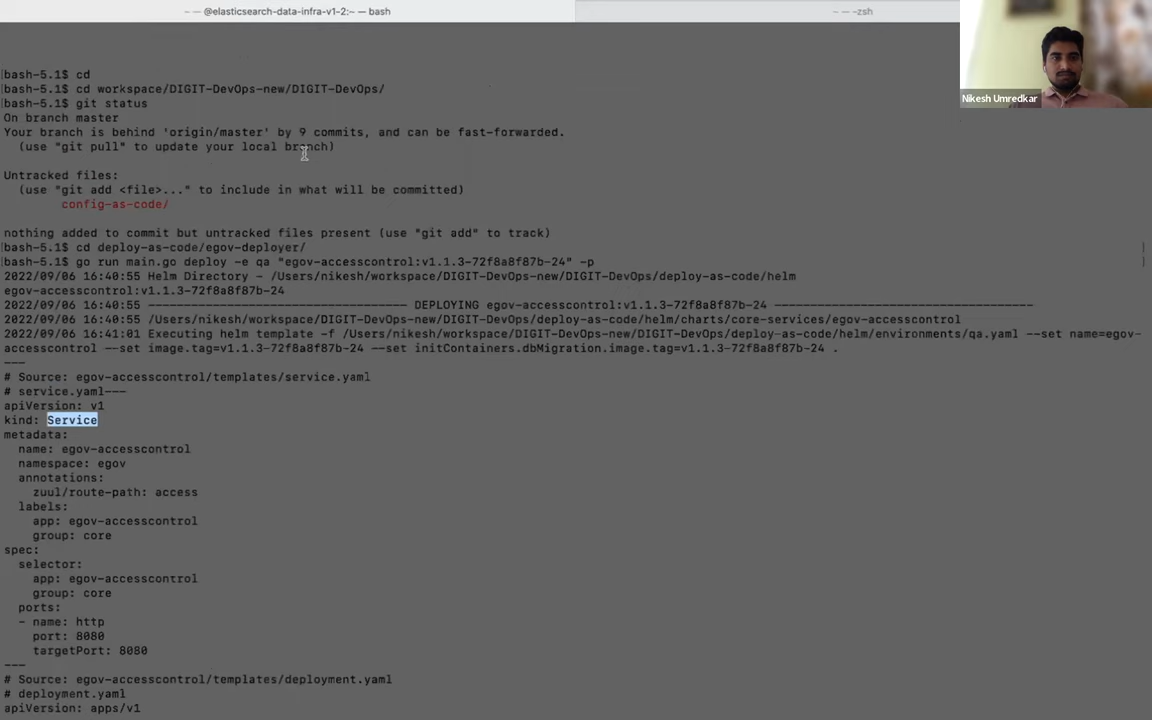 @elasticsearch-data-infra-v1-2:~ — bash
— — -zsh
bash-5.1$ cd
bash-5.1$ cd workspace/DIGIT-DevOps-new/DIGIT-DevOps/
bash-5.1$ git status
On branch master
Your branch is behind 'origin/master' by 9 commits, and can be fast-forwarded.
(use "git pull" to update your local branch)
Untracked files:
(use "git add <file>..." to include in what will be committed)
config-as-code/
nothing added to commit but untracked files present (use "git add" to track)
bash-5.1$ cd deploy-as-code/egov-deployer/
bash-5.1$ go run main.go deploy -e qa "egov-accesscontrol:v1.1.3-72f8a8f87b-24" -p
2022/09/06 16:40:55 Helm Directory - /Users/nikesh/workspace/DIGIT-DevOps-new/DIGIT-DevOps/deploy-as-code/helm
egov-accesscontrol:v1.1.3-72f8a8f87b-24
2022/09/06 16:40:55 ------------------------------------ DEPLOYING egov-accesscontrol:v1.1.3-72f8a8f87b-24 ------------------------------------
2022/09/06 16:40:55 /Users/nikesh/workspace/DIGIT-DevOps-new/DIGIT-DevOps/deploy-as-code/helm/charts/core-services/egov-accesscontrol
2022/09/06 16:41:01 Executing helm template -f /Users/nikesh/workspace/DIGIT-DevOps-new/DIGIT-DevOps/deploy-as-code/helm/environments/qa.yaml --set name=egov-
accesscontrol --set image.tag=v1.1.3-72f8a8f87b-24 --set initContainers.dbMigration.image.tag=v1.1.3-72f8a8f87b-24 .
---
# Source: egov-accesscontrol/templates/service.yaml
# service.yaml---
apiVersion: v1
kind: Service
metadata:
name: egov-accesscontrol
namespace: egov
annotations:
zuul/route-path: access
labels:
app: egov-accesscontrol
group: core
spec:
selector:
app: egov-accesscontrol
group: core
ports:
- name: http
port: 8080
targetPort: 8080
---
# Source: egov-accesscontrol/templates/deployment.yaml
# deployment.yaml
apiVersion: apps/v1
Nikesh Umredkar